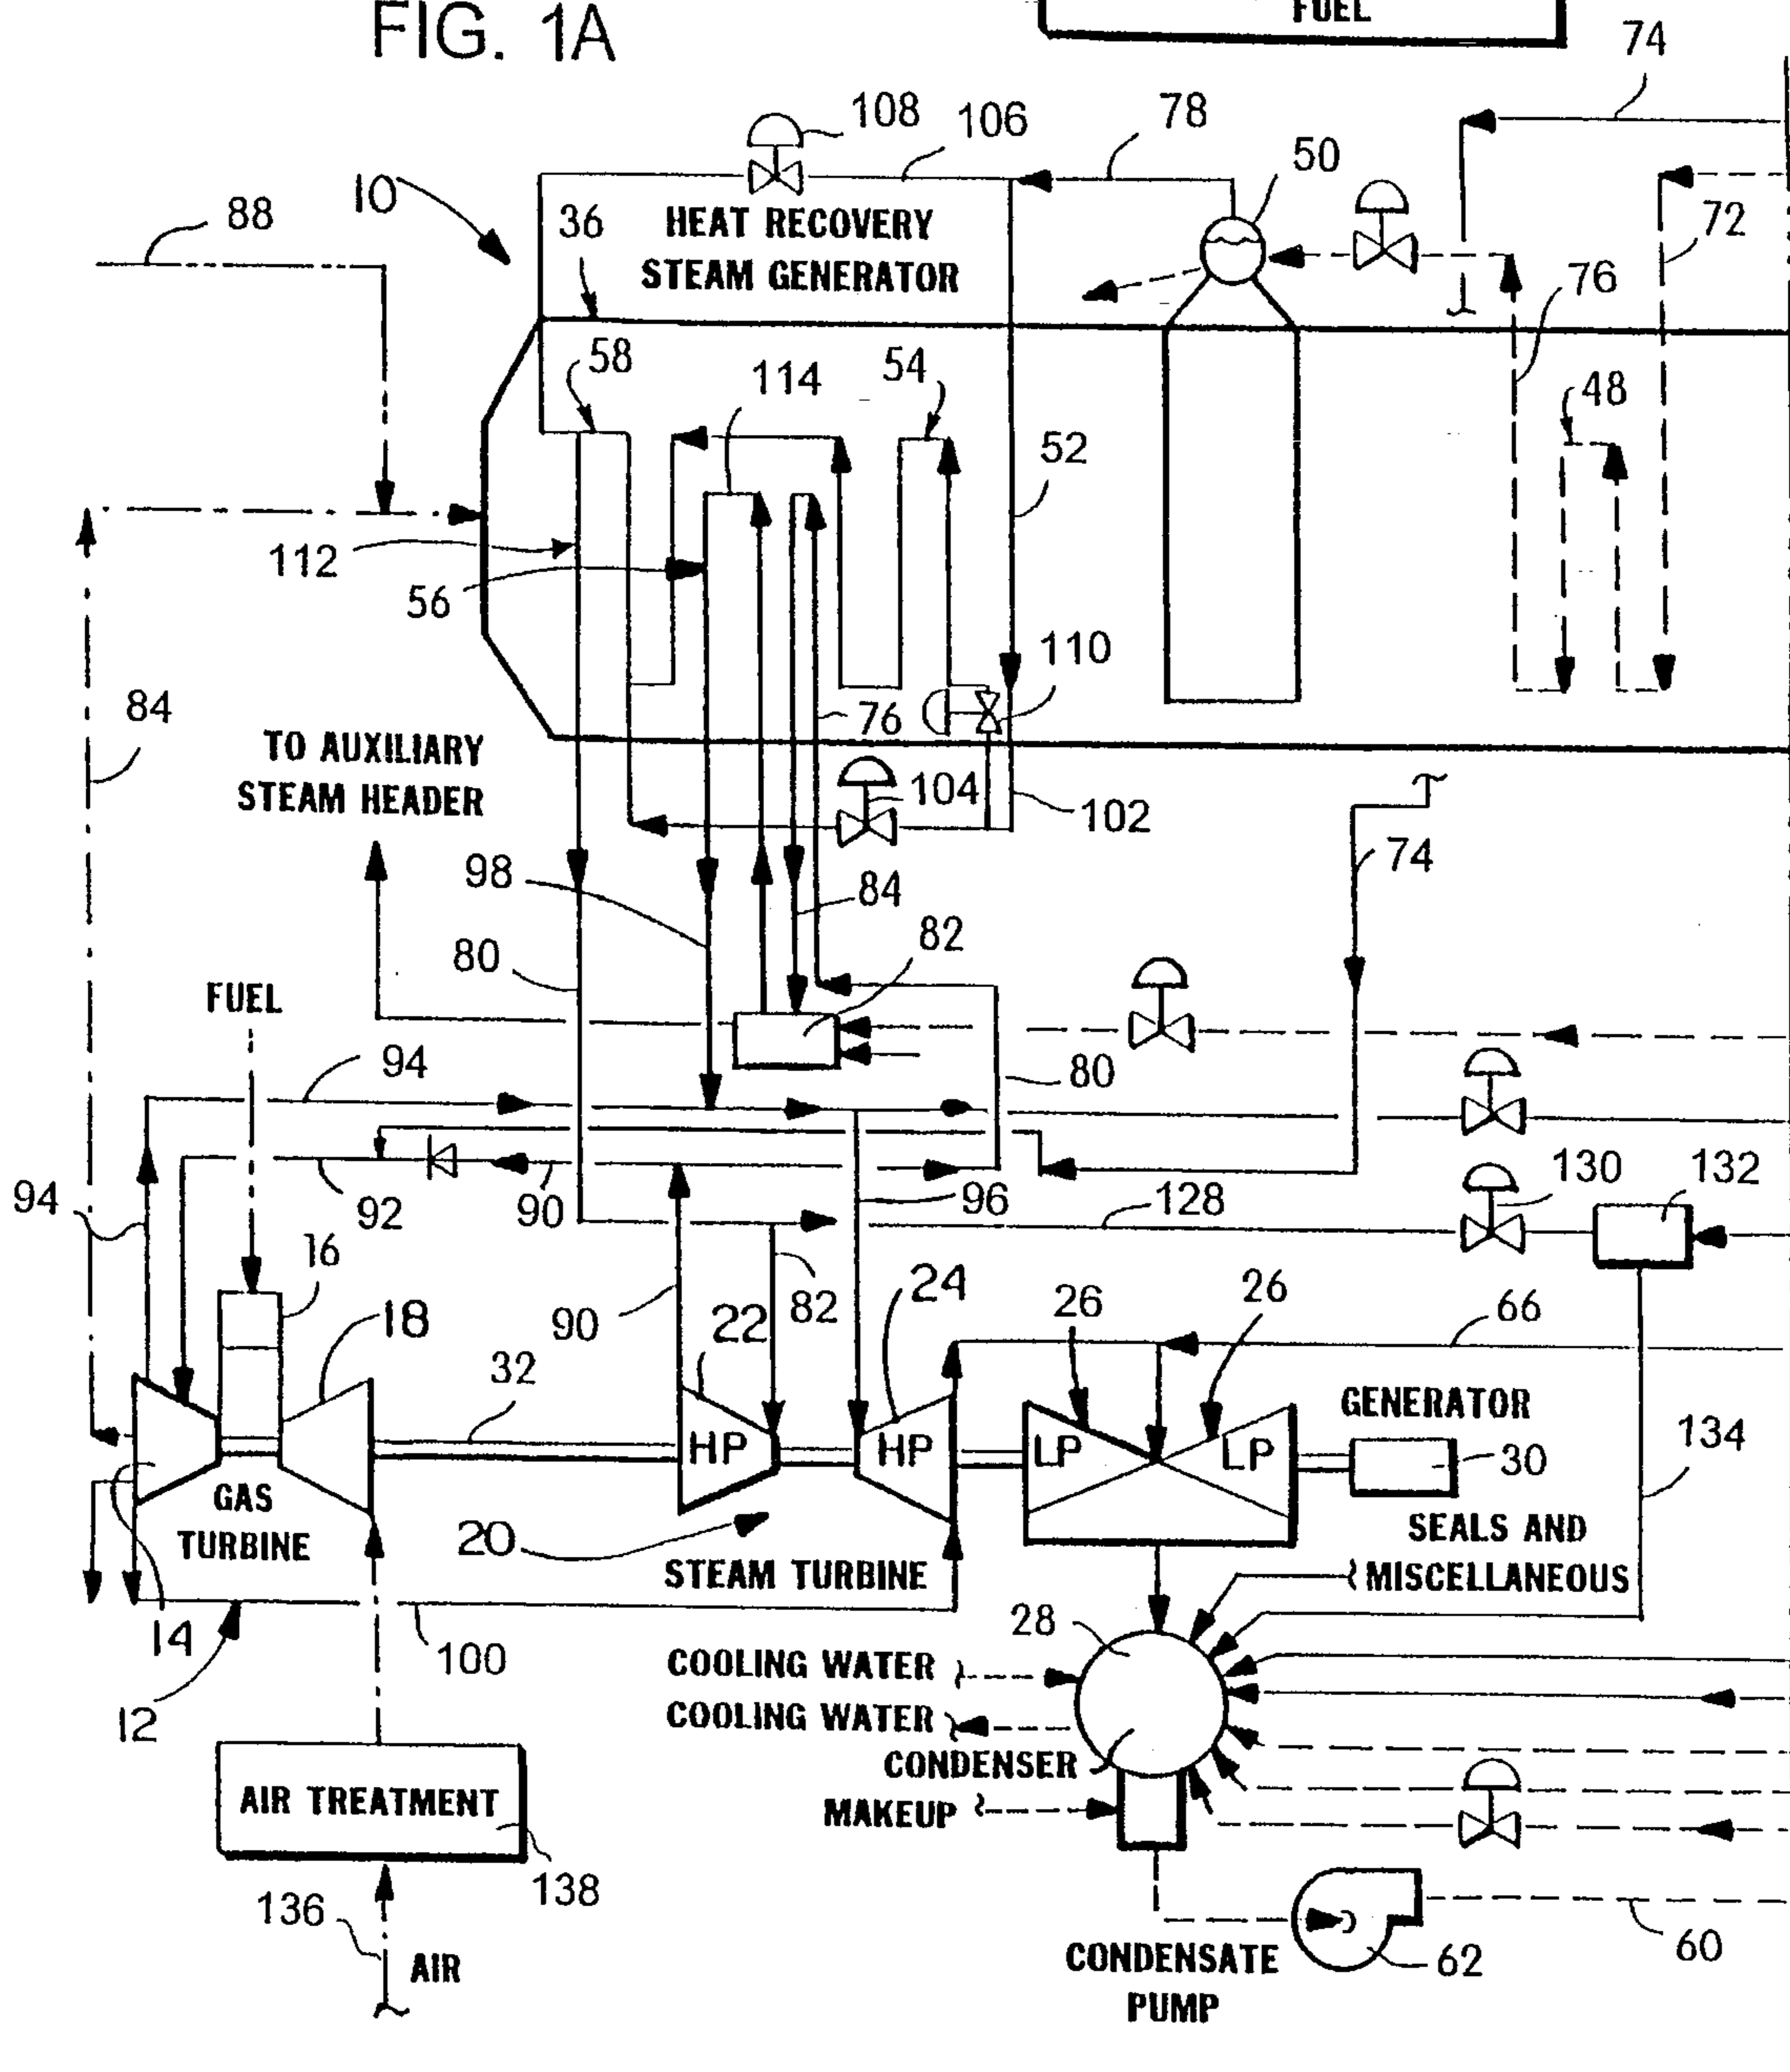 FIG. 1A
FUEL
74
108
106
78
50
10
36
HEAT RECOVERY
STEAM GENERATOR
88
72
76
58
114
54
48
52
112
56
110
84
76
TO AUXILIARY
STEAM HEADER
104
102
74
98
84
82
80
FUEL
94
80
94
92
90
96
128
130
132
16
18
90
22
82
24
26
26
66
32
GENERATOR
HP
HP
LP
LP
30
134
GAS
TURBINE
20
STEAM TURBINE
SEALS AND
MISCELLANEOUS
14
100
28
12
COOLING WATER
COOLING WATER
CONDENSER
MAKEUP
AIR TREATMENT
138
136
AIR
CONDENSATE
PUMP
62
60